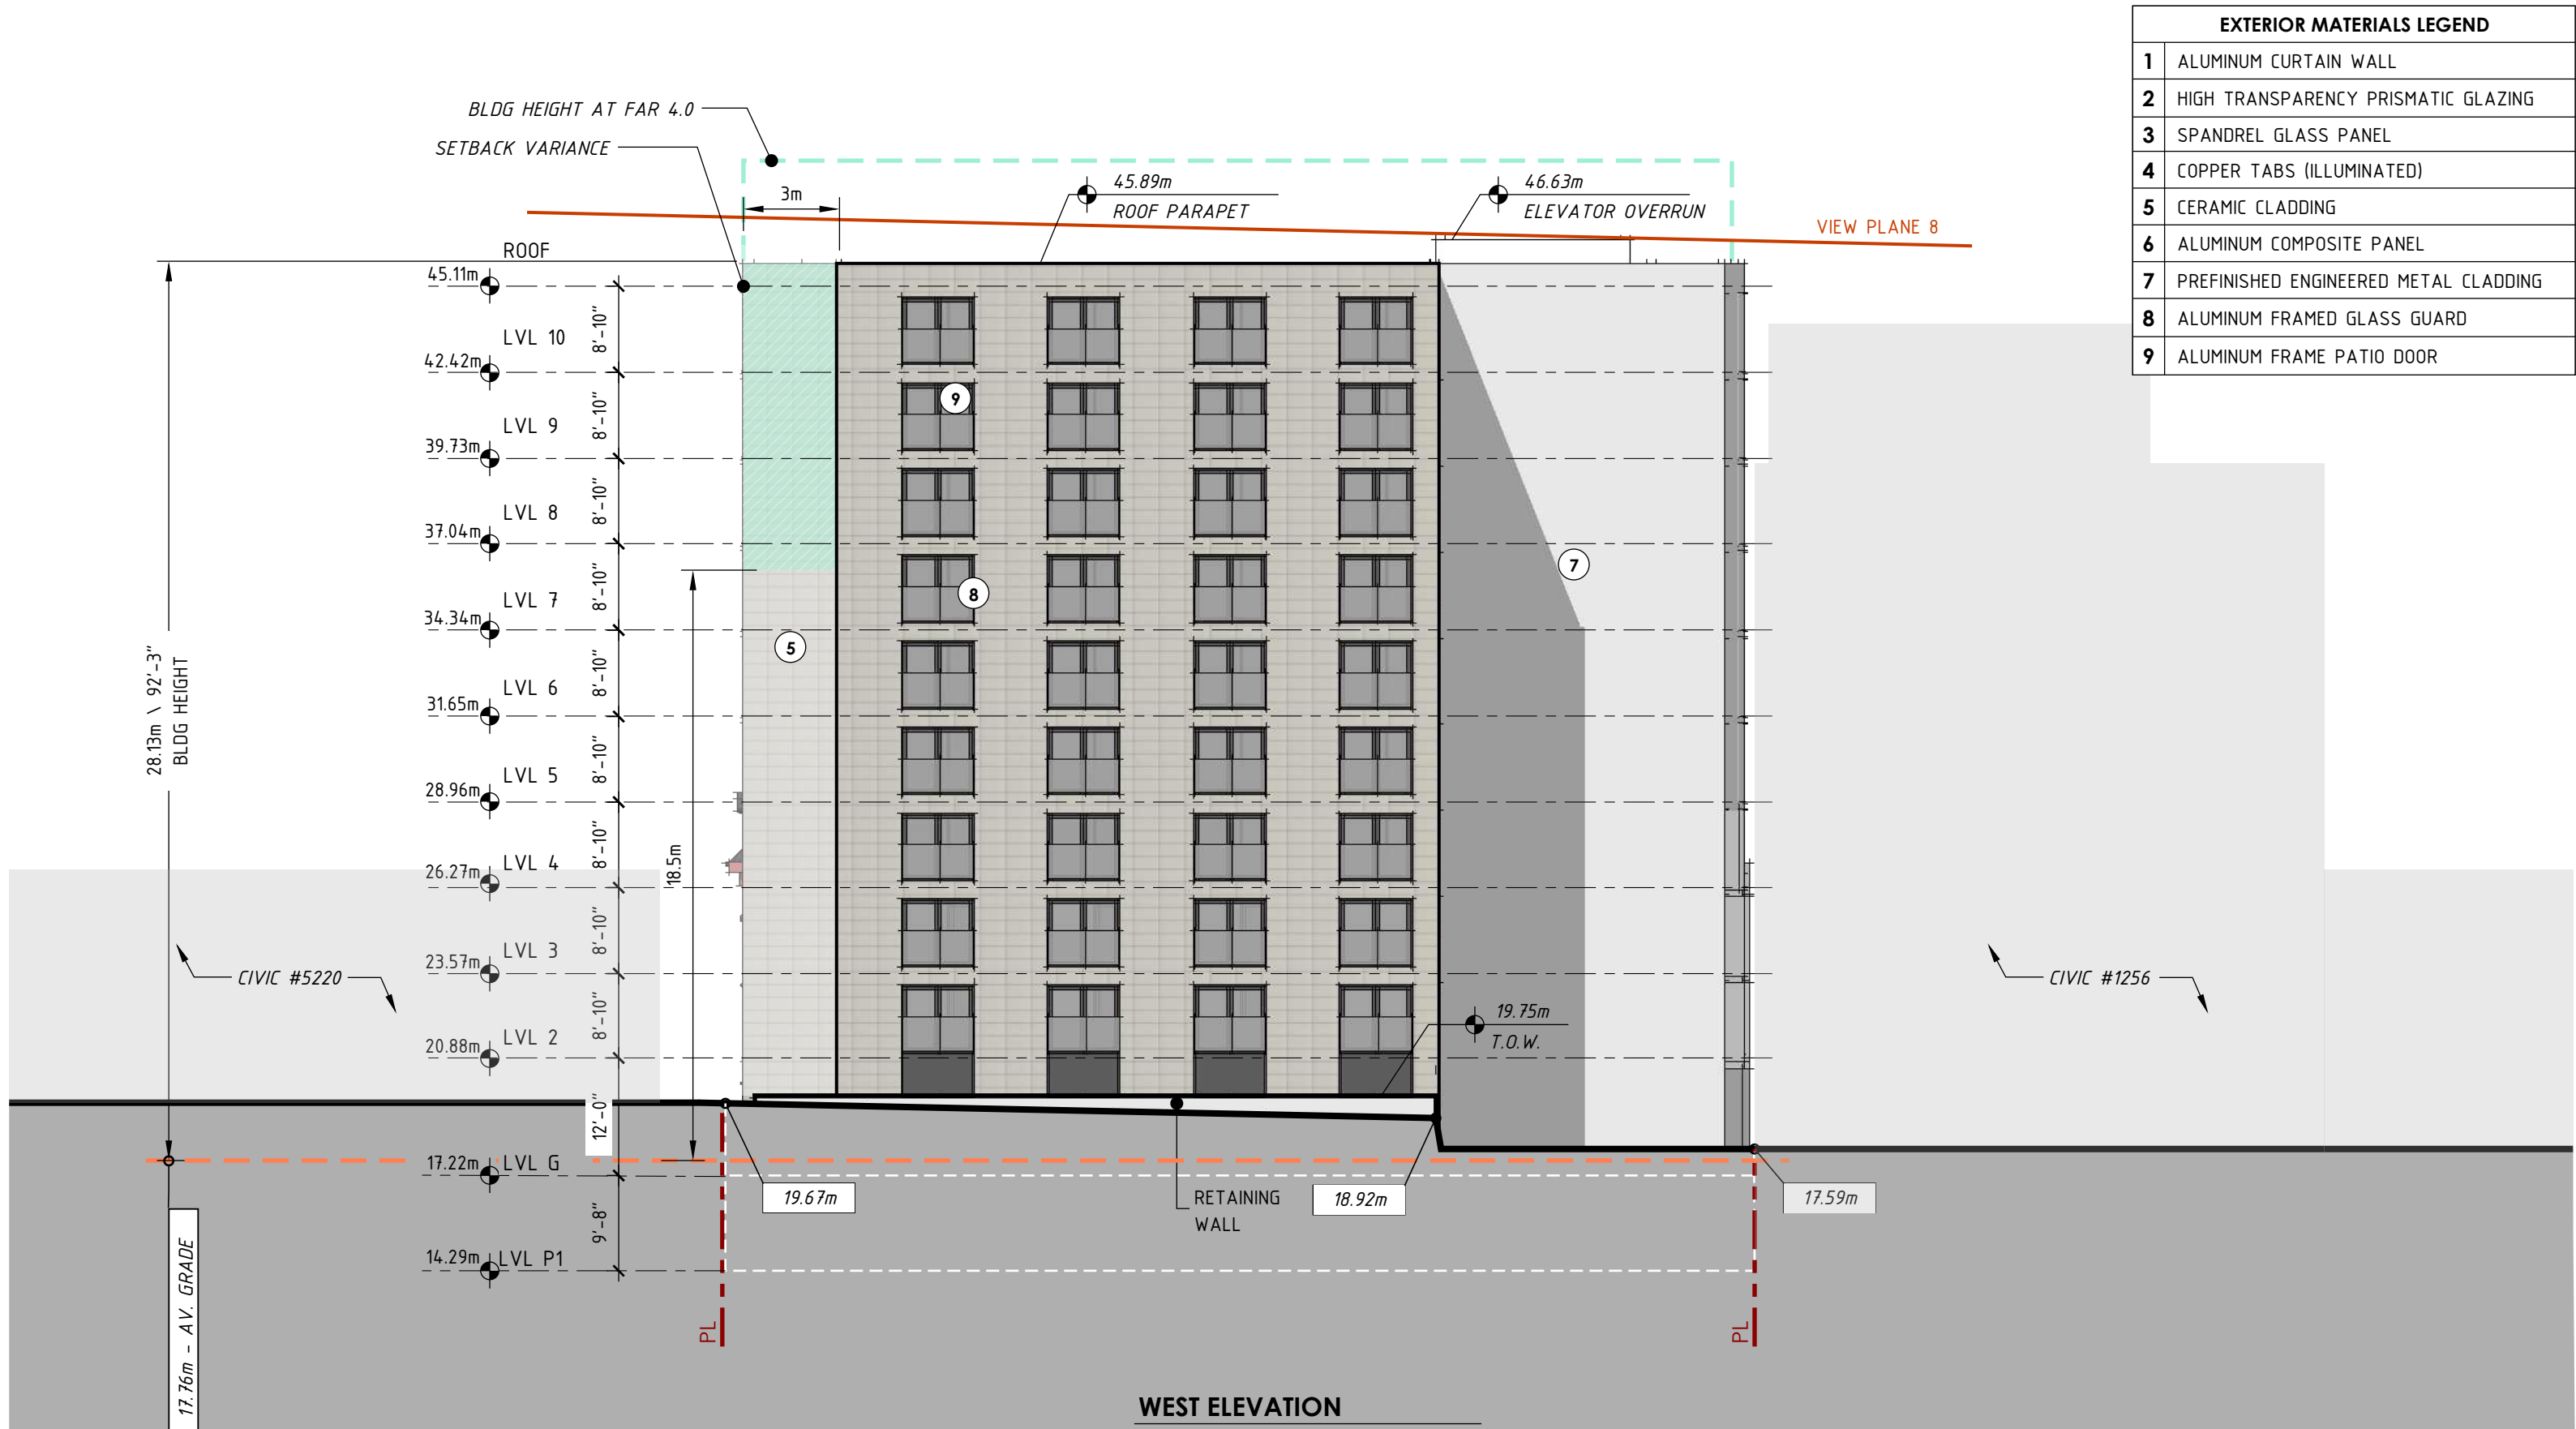 EXTERIOR MATERIALS LEGEND
1 ALUMINUM CURTAIN WALL
2 HIGH TRANSPARENCY PRISMATIC GLAZING
3 SPANDREL GLASS PANEL
4 COPPER TABS (ILLUMINATED)
5 CERAMIC CLADDING
6 ALUMINUM COMPOSITE PANEL
7 PREFINISHED ENGINEERED METAL CLADDING
8 ALUMINUM FRAMED GLASS GUARD
9 ALUMINUM FRAME PATIO DOOR
BLDG HEIGHT AT FAR 4.0
SETBACK VARIANCE
3m
45.89m
ROOF PARAPET
46.63m
ELEVATOR OVERRUN
VIEW PLANE 8
ROOF
45.11m
8'-10"
LVL 10
42.42m
8'-10"
LVL 9
39.73m
8'-10"
LVL 8
37.04m
8'-10"
LVL 7
34.34m
8'-10"
LVL 6
31.65m
8'-10"
LVL 5
28.96m
8'-10"
LVL 4
26.27m
8'-10"
LVL 3
23.57m
8'-10"
LVL 2
20.88m
12'-0"
LVL G
17.22m
9'-8"
LVL P1
14.29m
28.13m \ 92'-3"
BLDG HEIGHT
18.5m
9
8
7
5
CIVIC #5220
CIVIC #1256
19.75m
T.O.W.
19.67m
RETAINING
WALL
18.92m
17.59m
17.76m - AV. GRADE
PL
PL
WEST ELEVATION